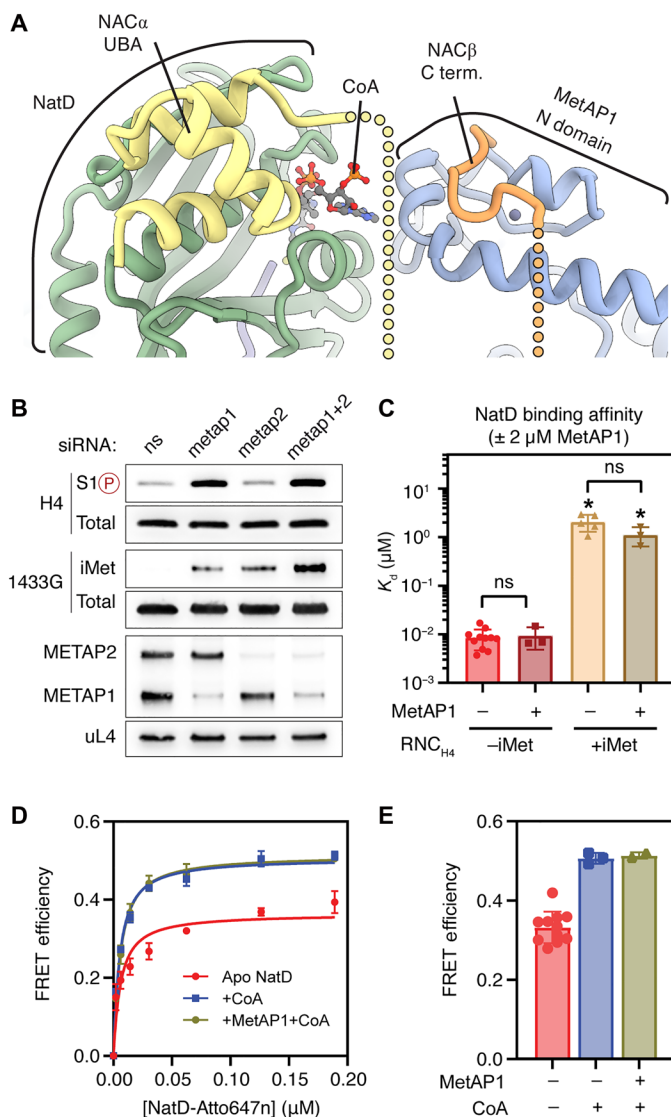 A
NACα
UBA
NatD
CoA
NACβ
C term.
MetAP1
N domain
B
siRNA:
ns
metap1
metap2
metap1+2
H4
S1 P
Total
1433G
iMet
Total
METAP2
METAP1
uL4
C
NatD binding affinity
(± 2 μM MetAP1)
Kd (μM)
10²
10¹
10⁰
10⁻¹
10⁻²
10⁻³
ns
ns
*
*
MetAP1 – + – +
RNCH4 –iMet +iMet
D
FRET efficiency
0.6
0.4
0.2
0.0
Apo NatD
+CoA
+MetAP1+CoA
0.00 0.05 0.10 0.15 0.20
[NatD-Atto647n] (μM)
E
FRET efficiency
0.6
0.4
0.2
0.0
MetAP1 – – +
CoA – + +